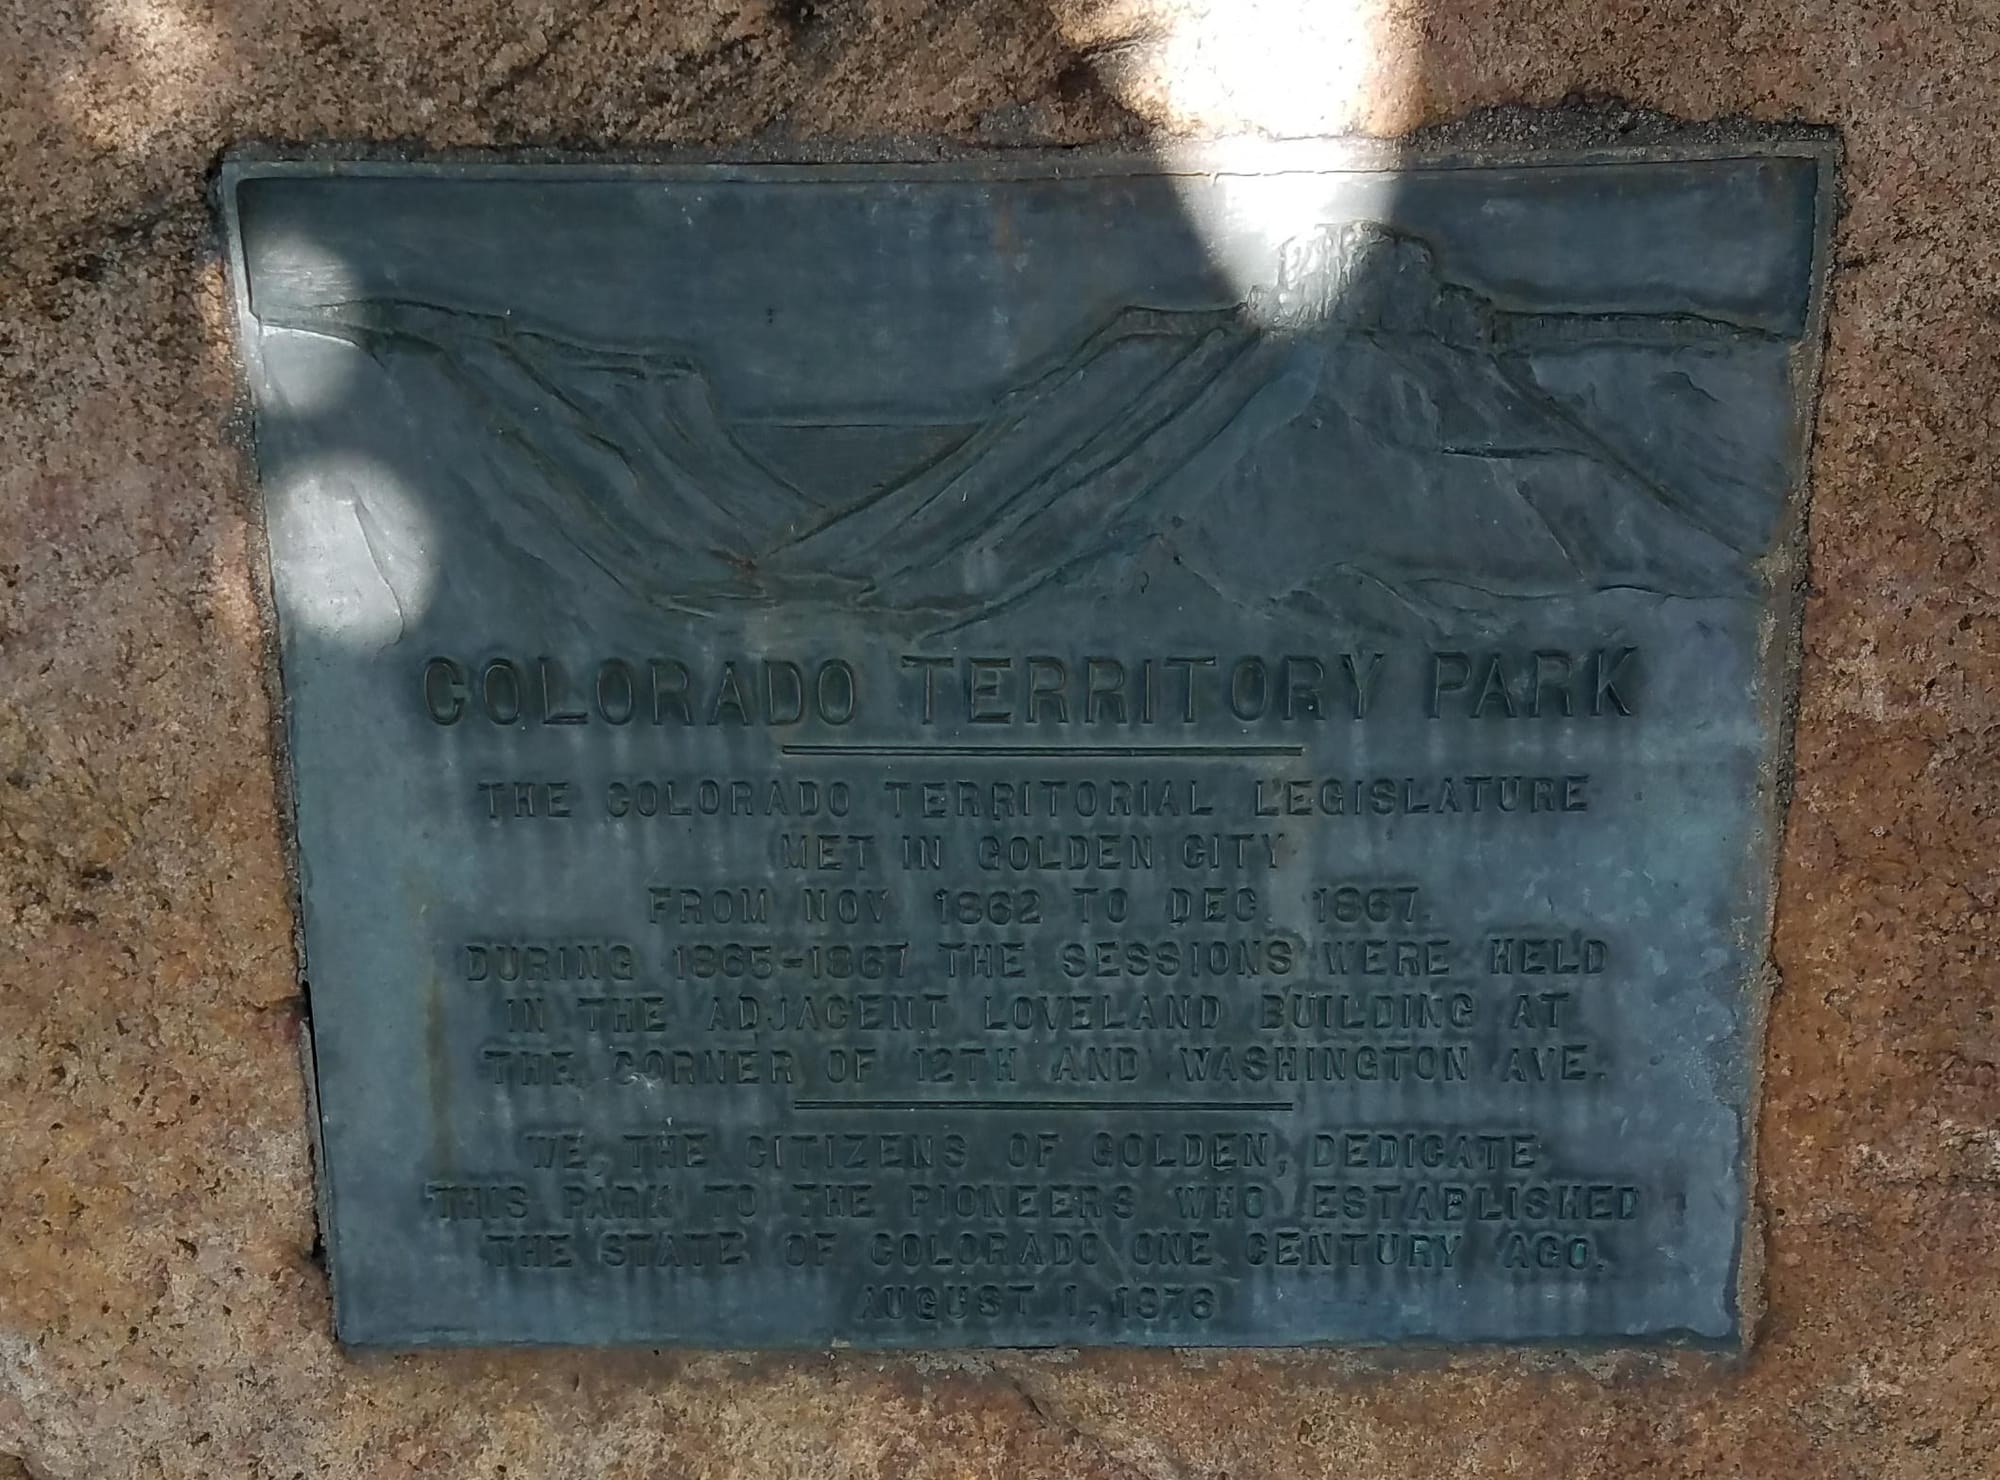 COLORADO TERRITORY PARK
THE COLORADO TERRITORIAL LEGISLATURE
MET IN GOLDEN CITY
FROM NOV 1862 TO DEC. 1867.
DURING 1865-1867 THE SESSIONS WERE HELD
IN THE ADJACENT LOVELAND BUILDING AT
THE CORNER OF 12TH AND WASHINGTON AVE.
WE, THE CITIZENS OF GOLDEN, DEDICATE
THIS PARK TO THE PIONEERS WHO ESTABLISHED
THE STATE OF COLORADO ONE CENTURY AGO.
AUGUST 1, 1976